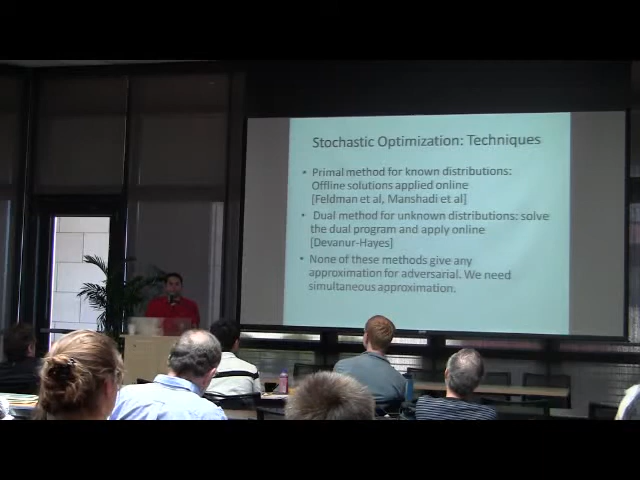 Stochastic Optimization: Techniques
• Primal method for known distributions:
Offline solutions applied online
[Feldman et al, Manshadi et al]
• Dual method for unknown distributions: solve
the dual program and apply online
[Devanur-Hayes]
• None of these methods give any
approximation for adversarial. We need
simultaneous approximation.